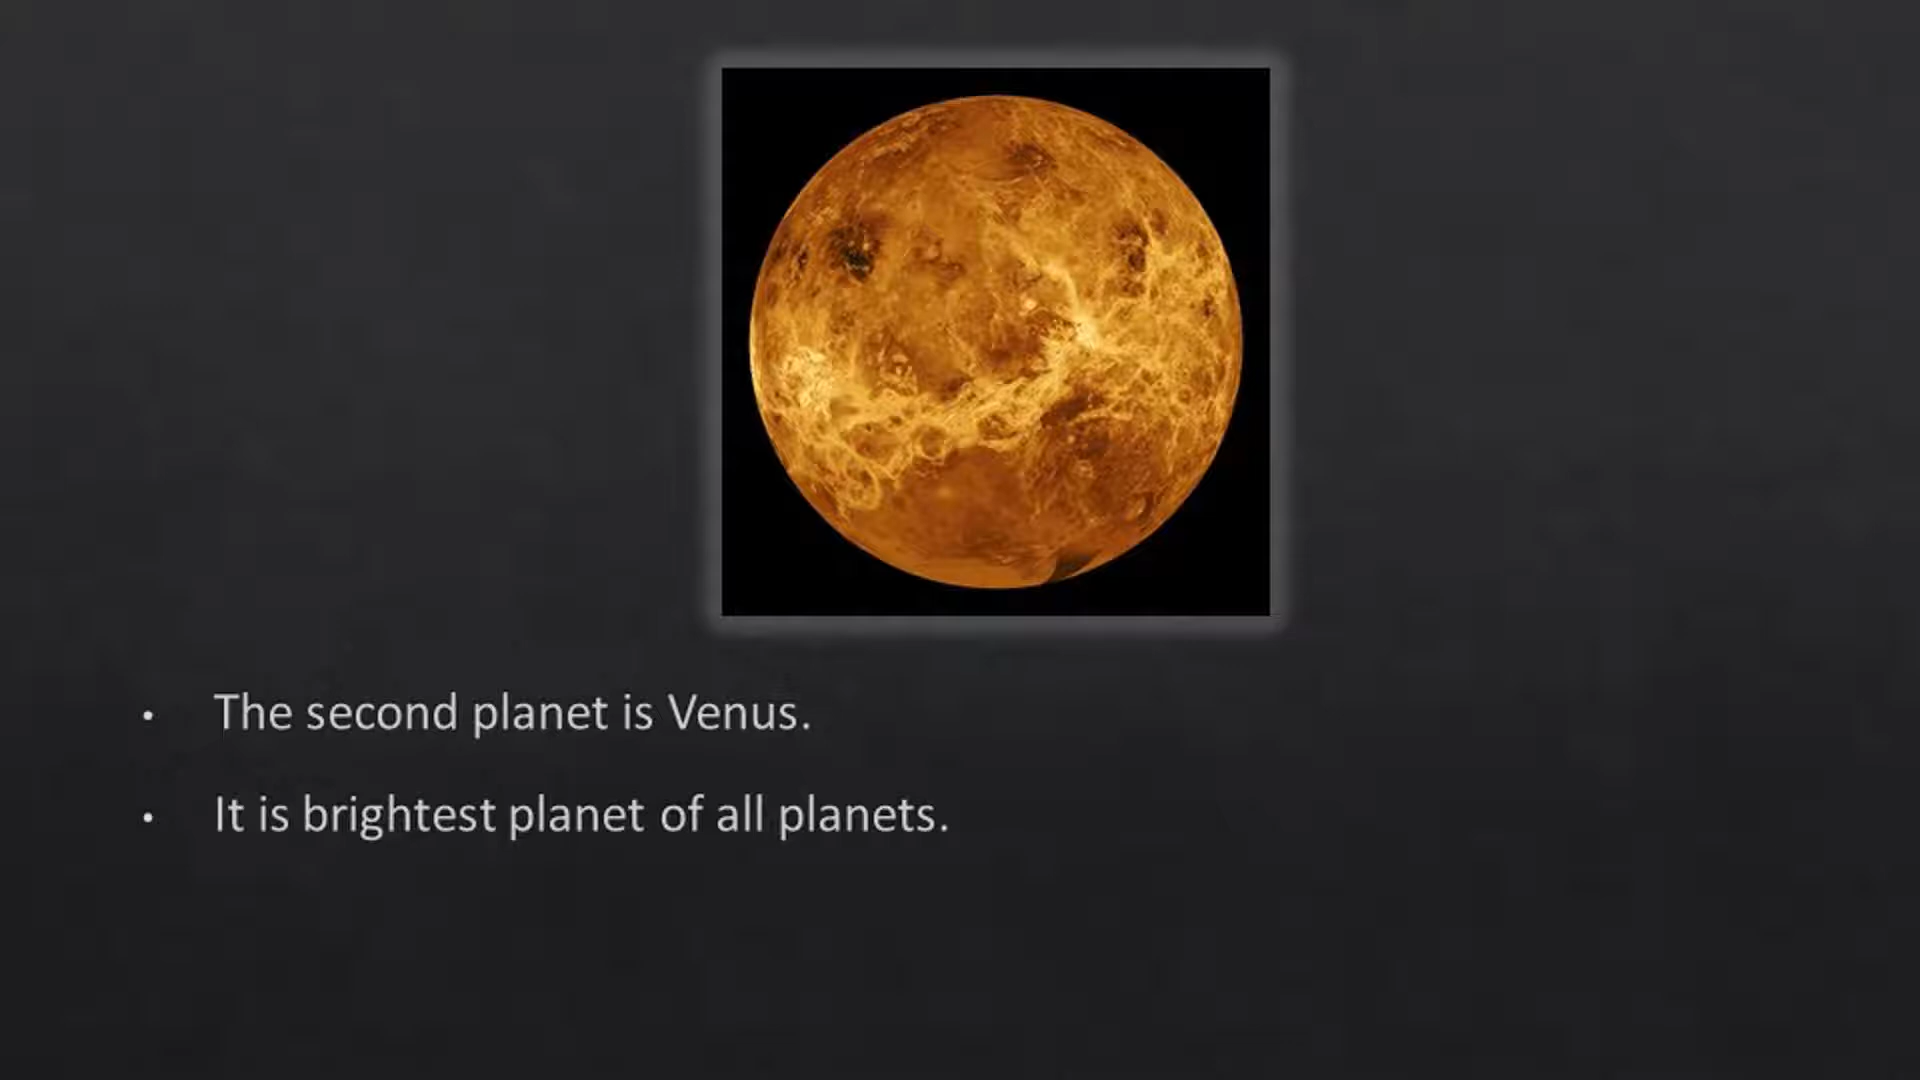 • The second planet is Venus.
• It is brightest planet of all planets.